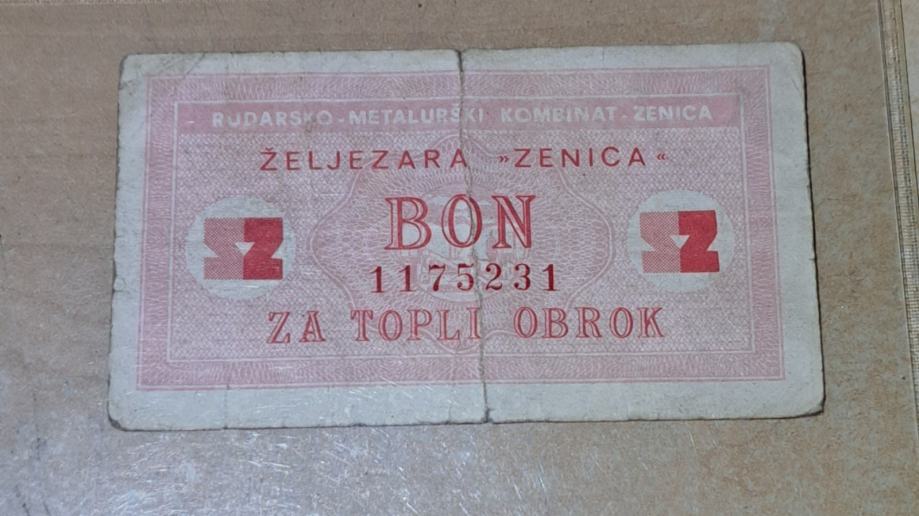 RUDARSKO-METALURŠKI KOMBINAT-ZENICA
ŽELJEZARA »ZENICA«
BON
1175231
ZA TOPLI OBROK